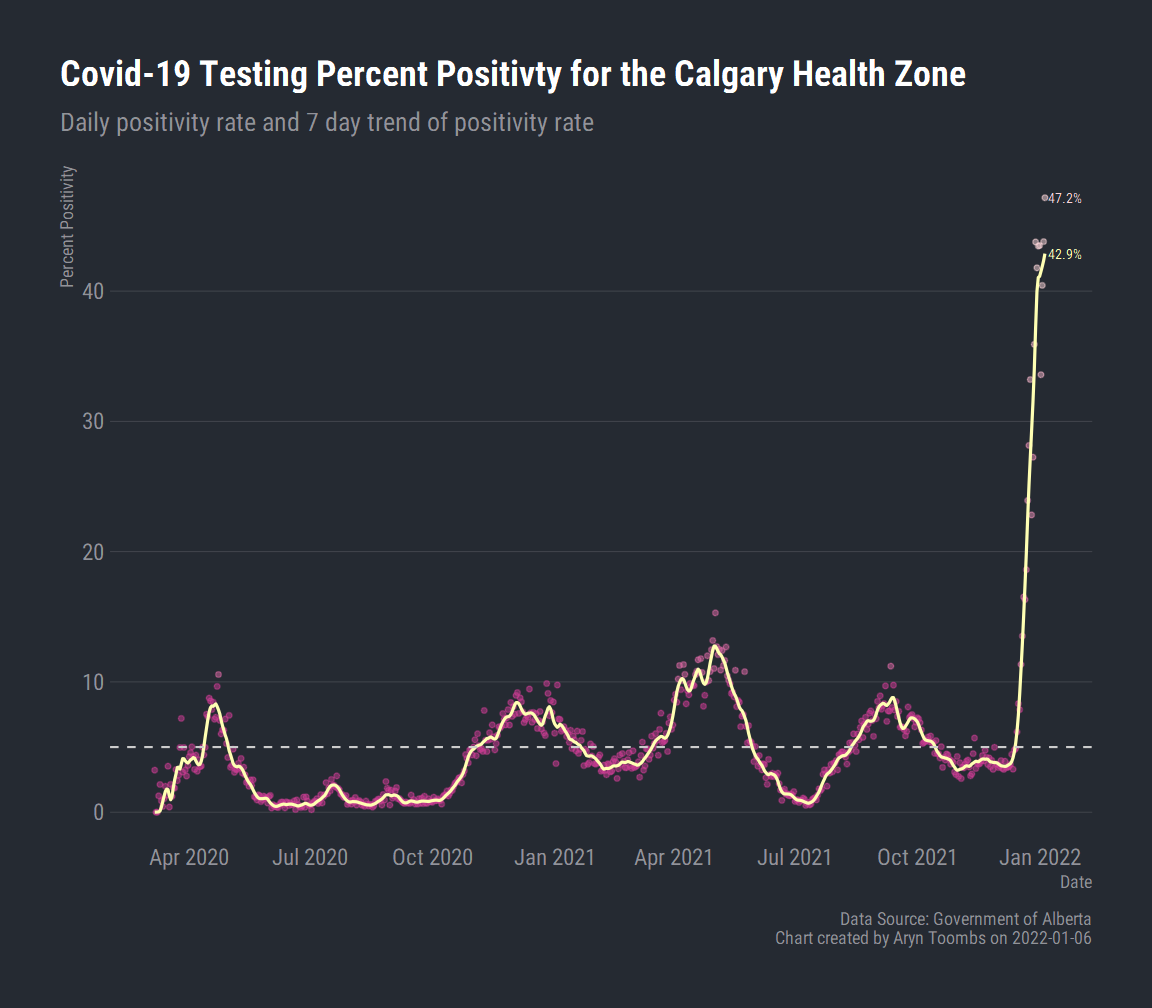 Covid-19 Testing Percent Positivty for the Calgary Health Zone
Daily positivity rate and 7 day trend of positivity rate
Percent Positivity
47.2%
42.9%
40
30
20
10
0
Apr 2020 Jul 2020 Oct 2020 Jan 2021 Apr 2021 Jul 2021 Oct 2021 Jan 2022
Date
Data Source: Government of Alberta
Chart created by Aryn Toombs on 2022-01-06